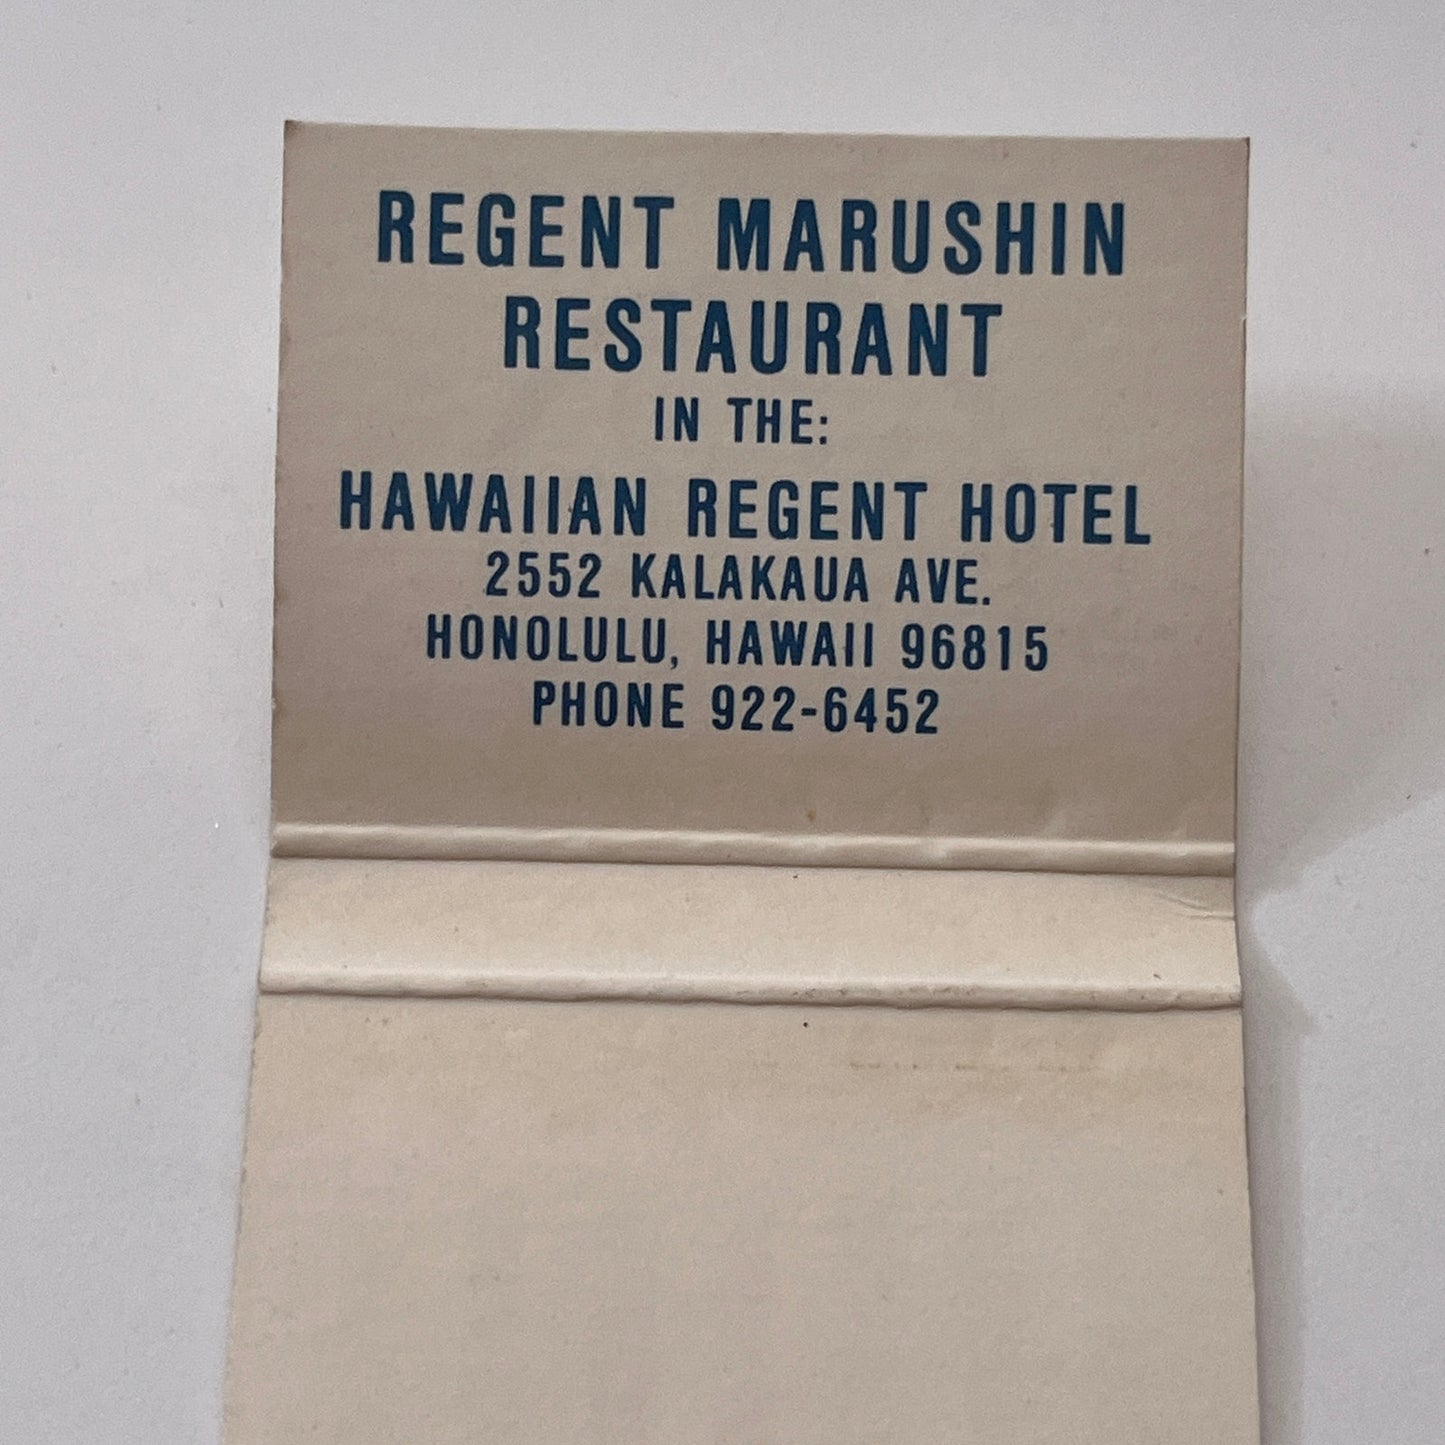 REGENT MARUSHIN
RESTAURANT
IN THE:
HAWAIIAN REGENT HOTEL
2552 KALAKAUA AVE.
HONOLULU, HAWAII 96815
PHONE 922-6452